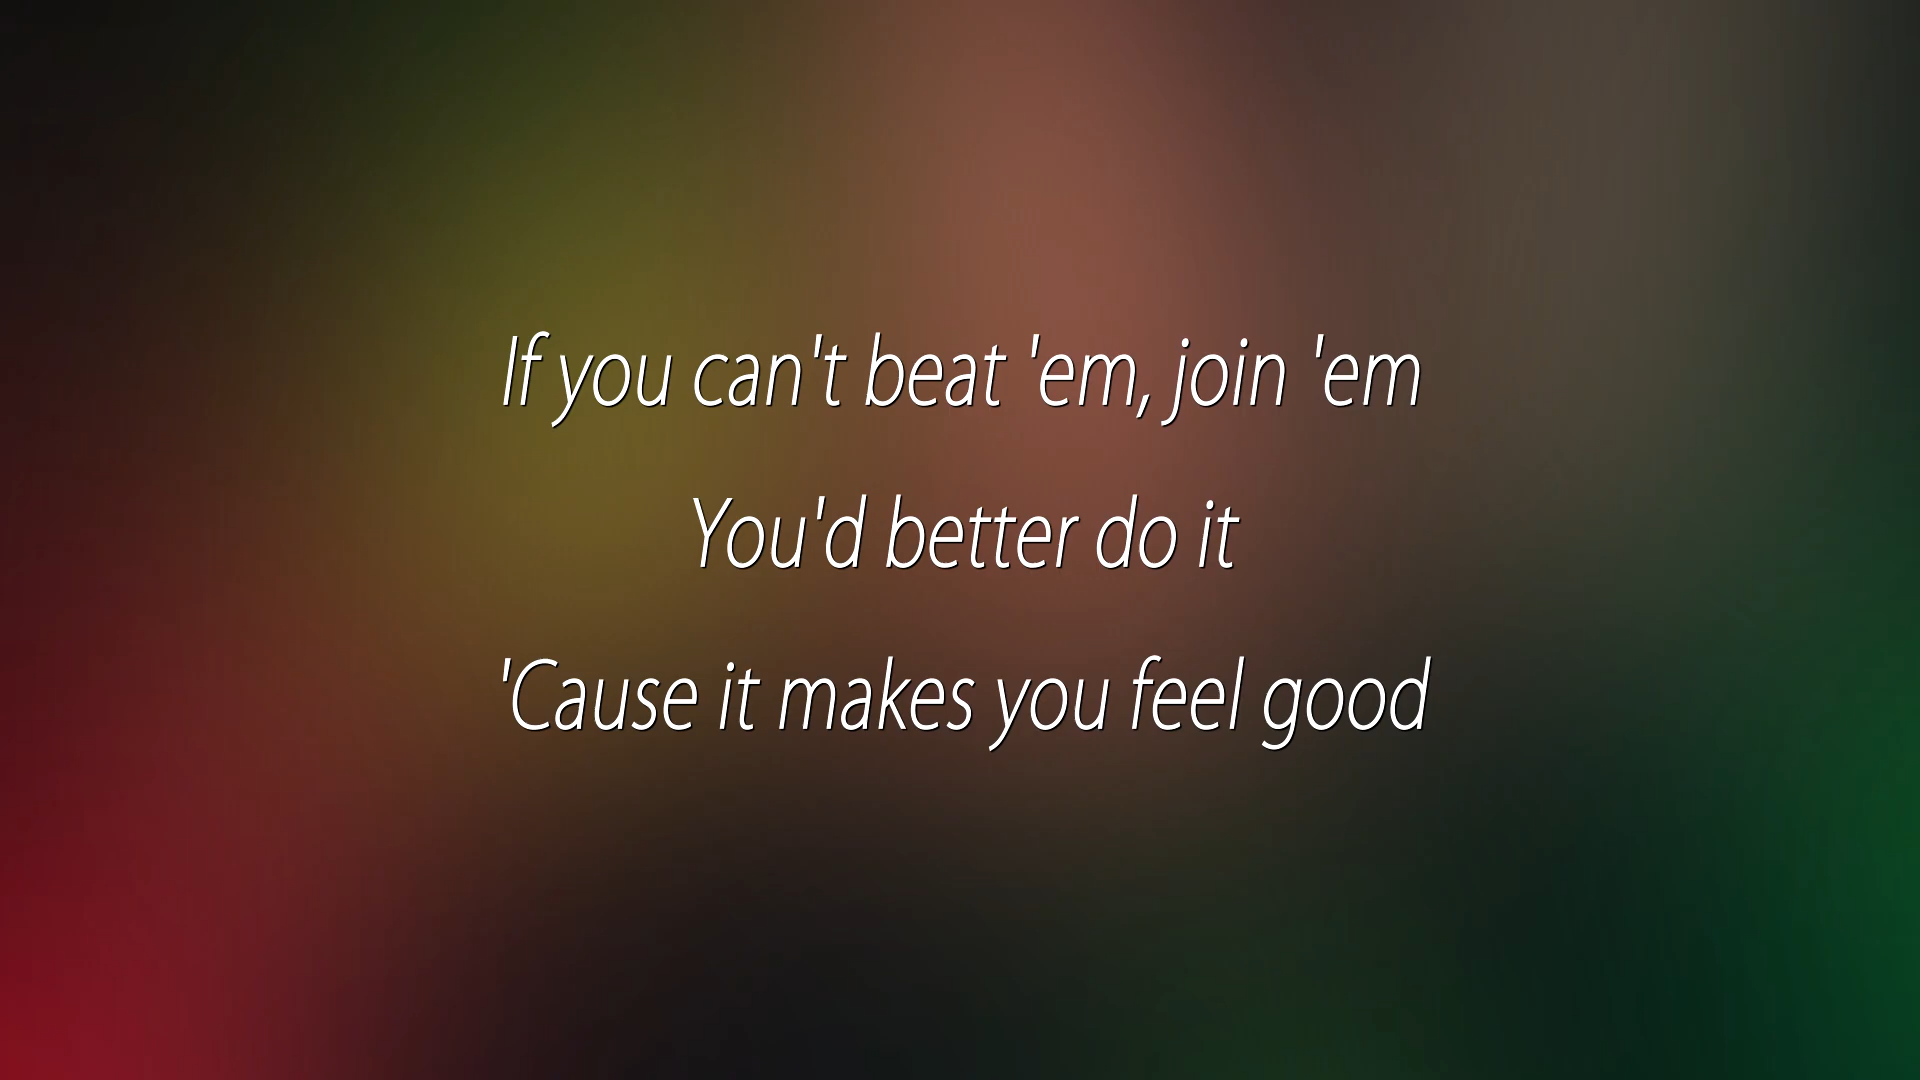 If you can't beat 'em, join 'em
You'd better do it
'Cause it makes you feel good